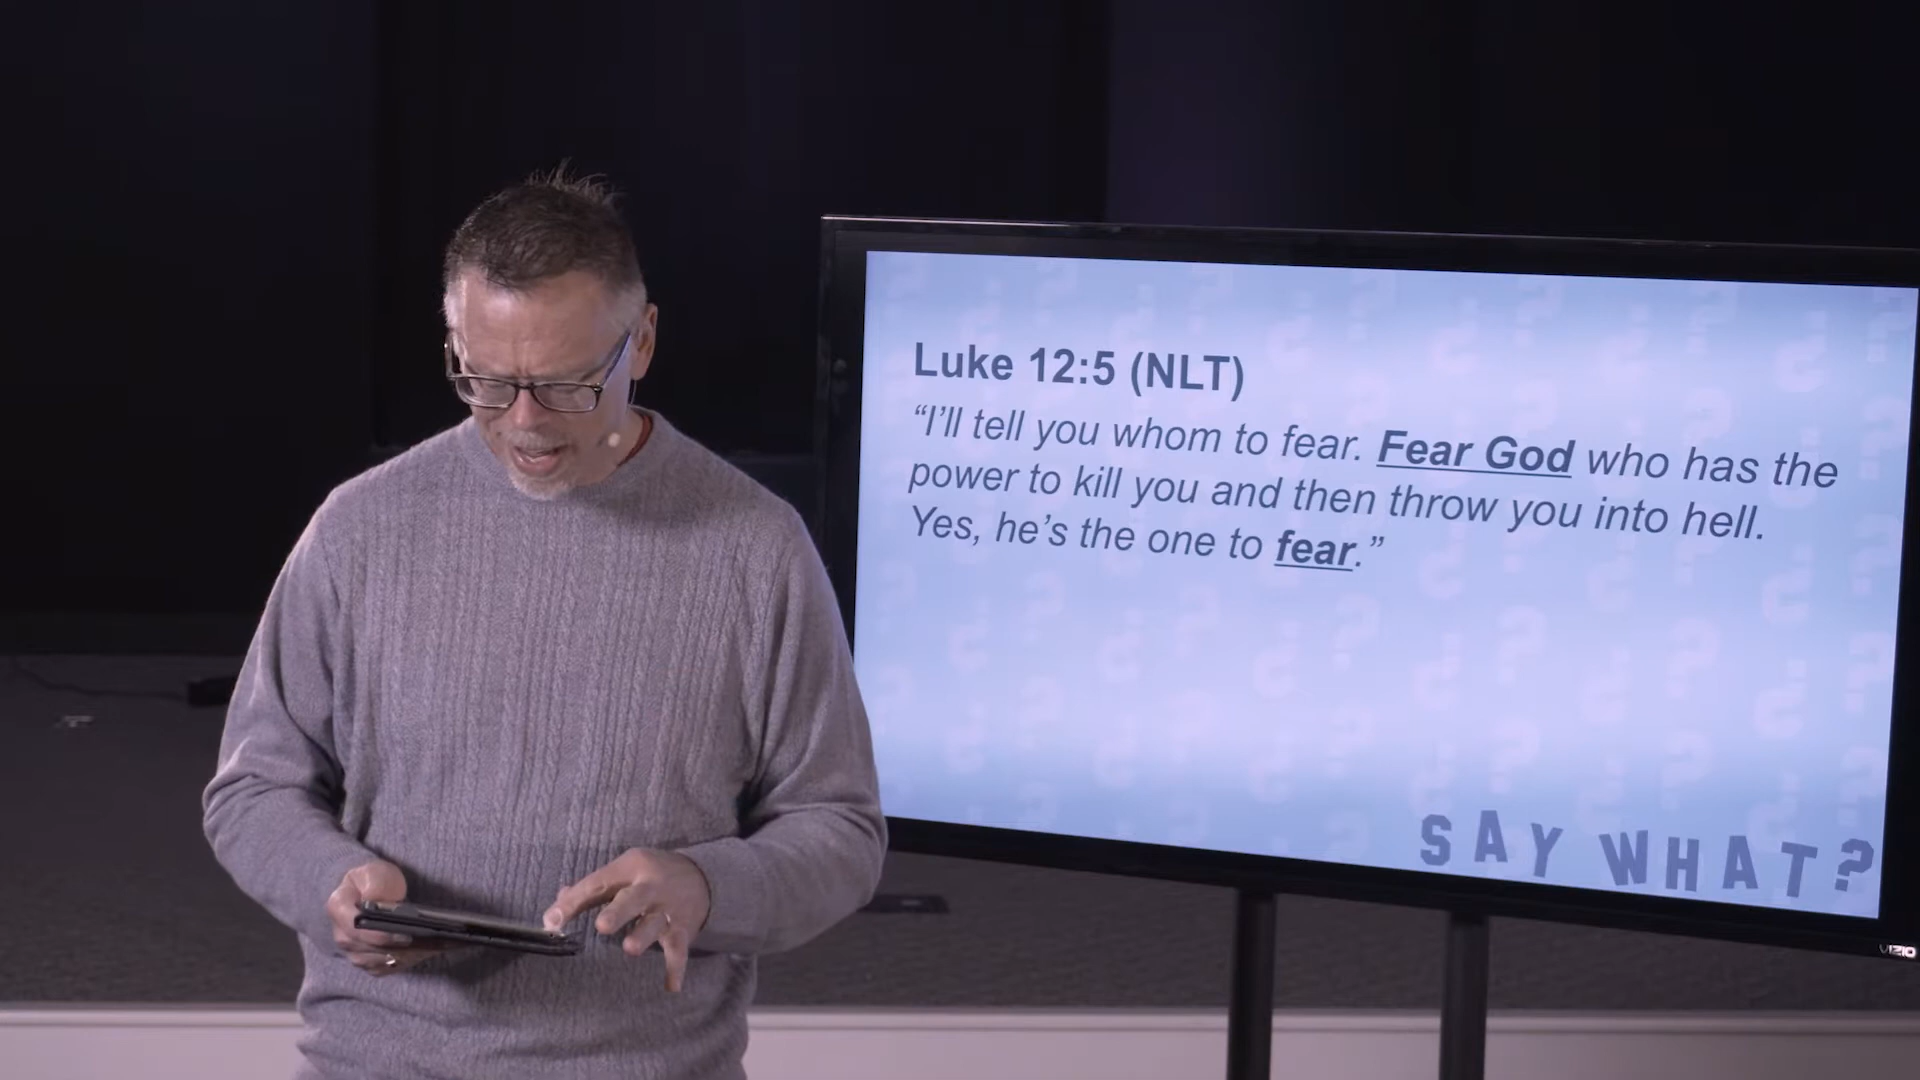 Luke 12:5 (NLT)
“I’ll tell you whom to fear. Fear God who has the
power to kill you and then throw you into hell.
Yes, he’s the one to fear.”
SAY WHAT?
VIZIO